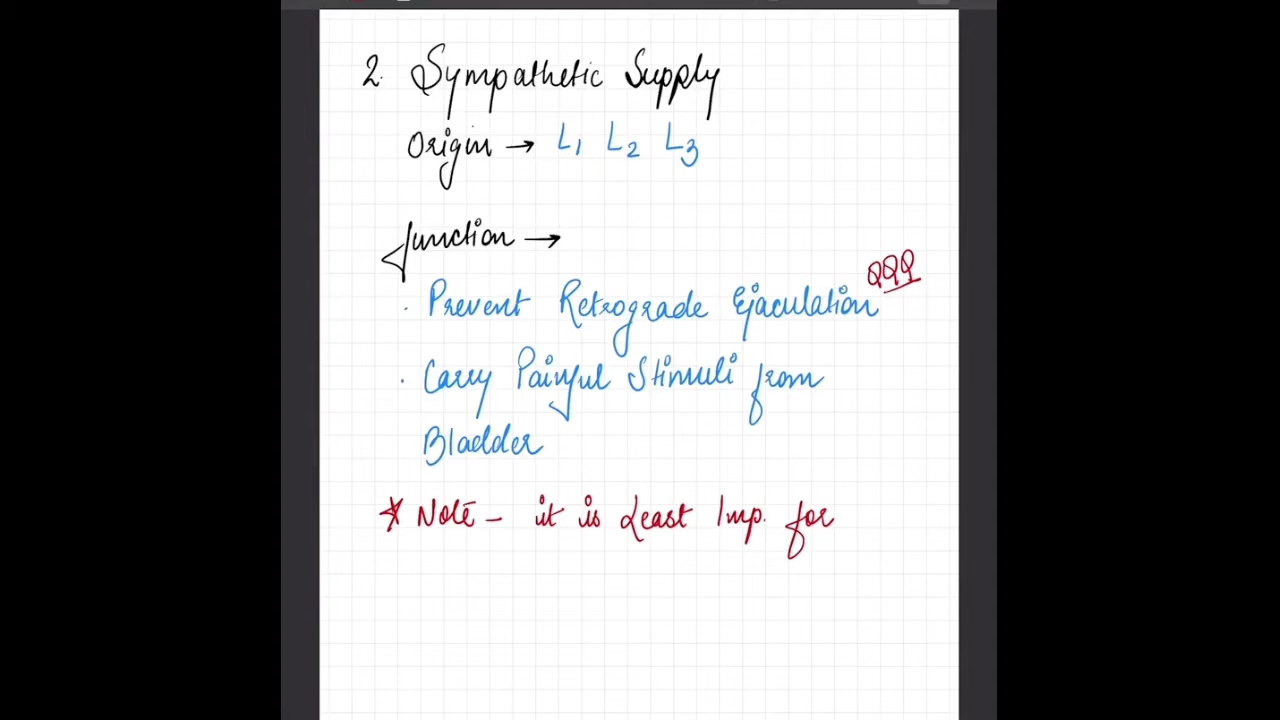 2. Sympathetic Supply
Origin → L1 L2 L3
function →
QQQ
. Prevent Retrograde Ejaculation
. Carry Painful Stimuli from
Bladder
* Note - it is Least Imp. for